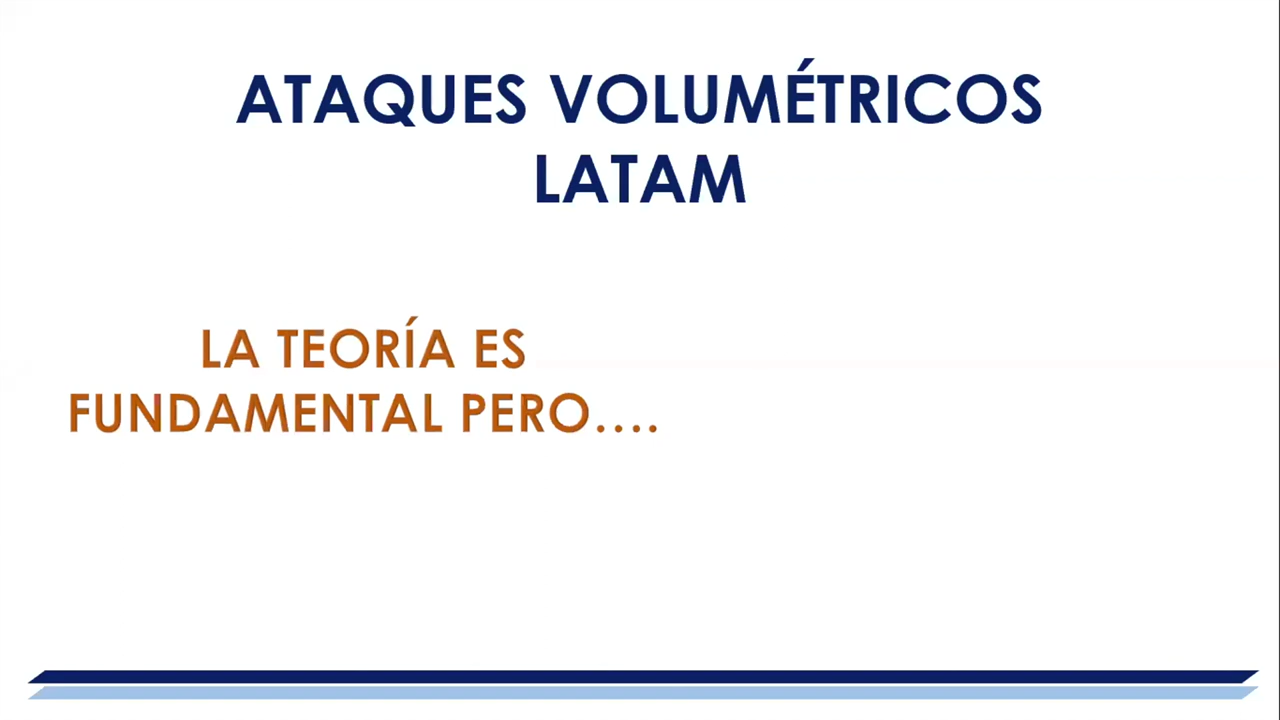 ATAQUES VOLUMÉTRICOS
LATAM
LA TEORÍA ES
FUNDAMENTAL PERO....